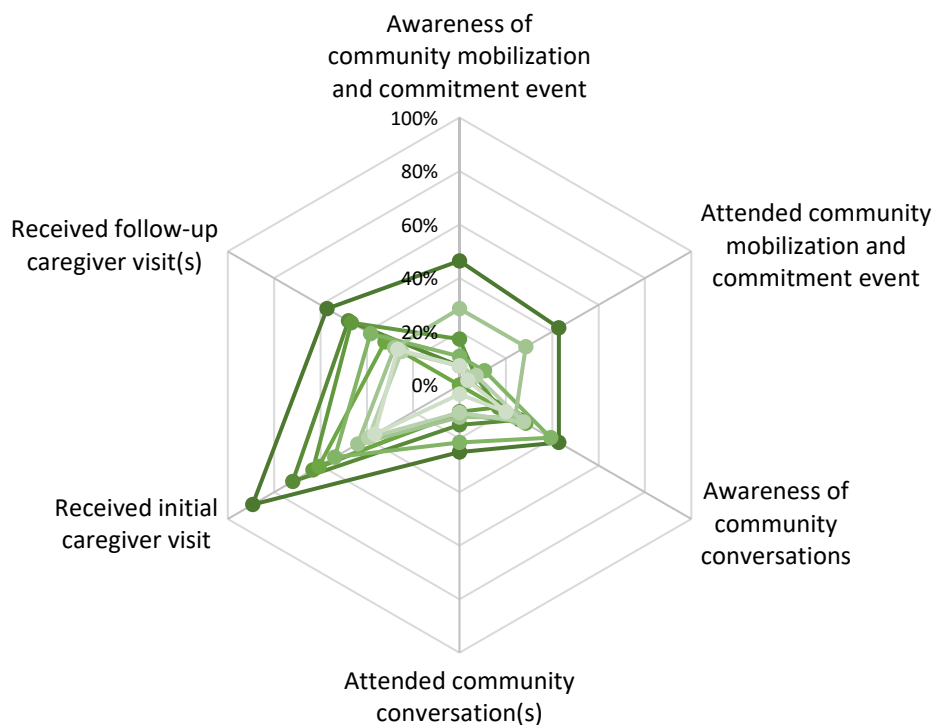 Awareness of
community mobilization
and commitment event
100%
80%
60%
40%
20%
0%
Attended community
mobilization and
commitment event
Awareness of
community
conversations
Attended community
conversation(s)
Received initial
caregiver visit
Received follow-up
caregiver visit(s)